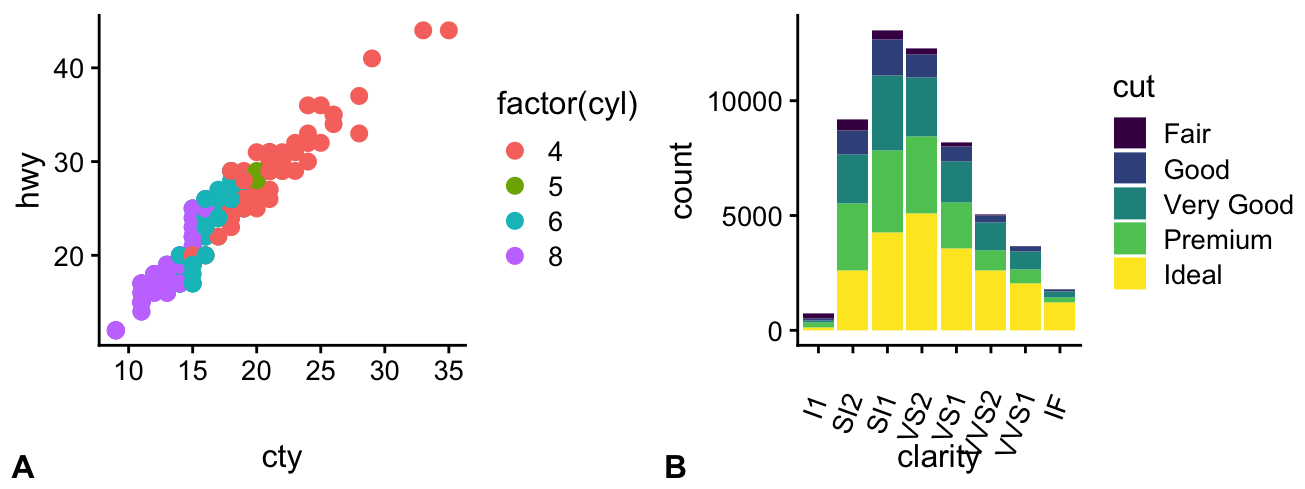 hwy
40
30
20
10 15 20 25 30 35
cty
factor(cyl)
4
5
6
8
A
count
10000
5000
0
I1 SI2 SI1 VS2 VS1 VVS2 VVS1 IF
clarity
cut
Fair
Good
Very Good
Premium
Ideal
B